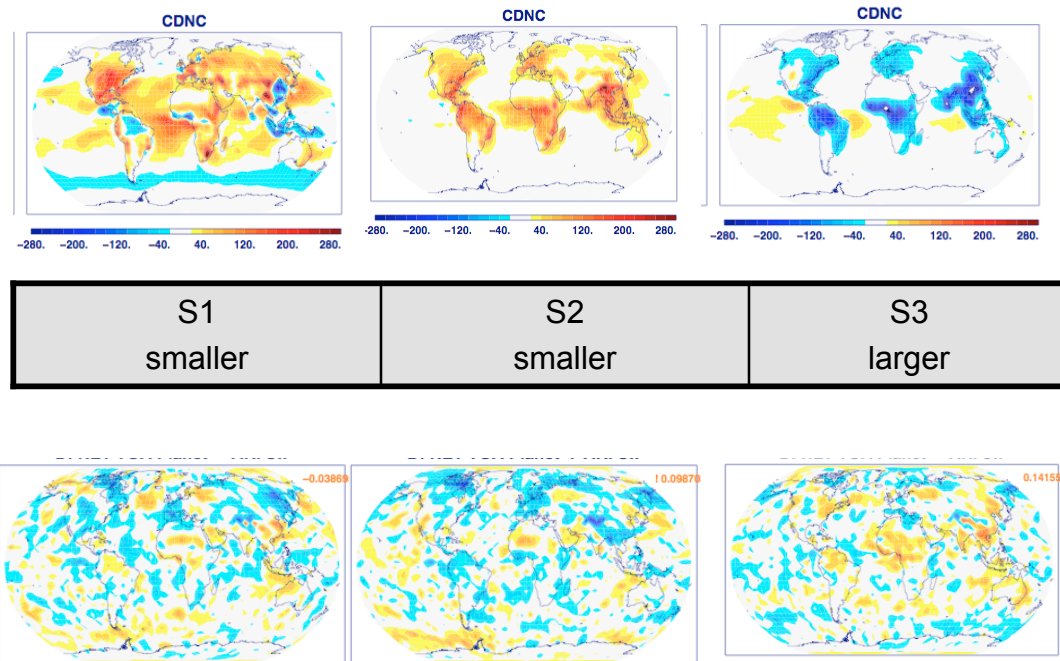 CDNC
CDNC
CDNC
-280. -200. -120. -40. 40. 120. 200. 280.
-280. -200. -120. -40. 40. 120. 200. 280.
-280. -200. -120. -40. 40. 120. 200. 280.
S1
smaller
S2
smaller
S3
larger
-0.03869
! 0.09870
0.14155